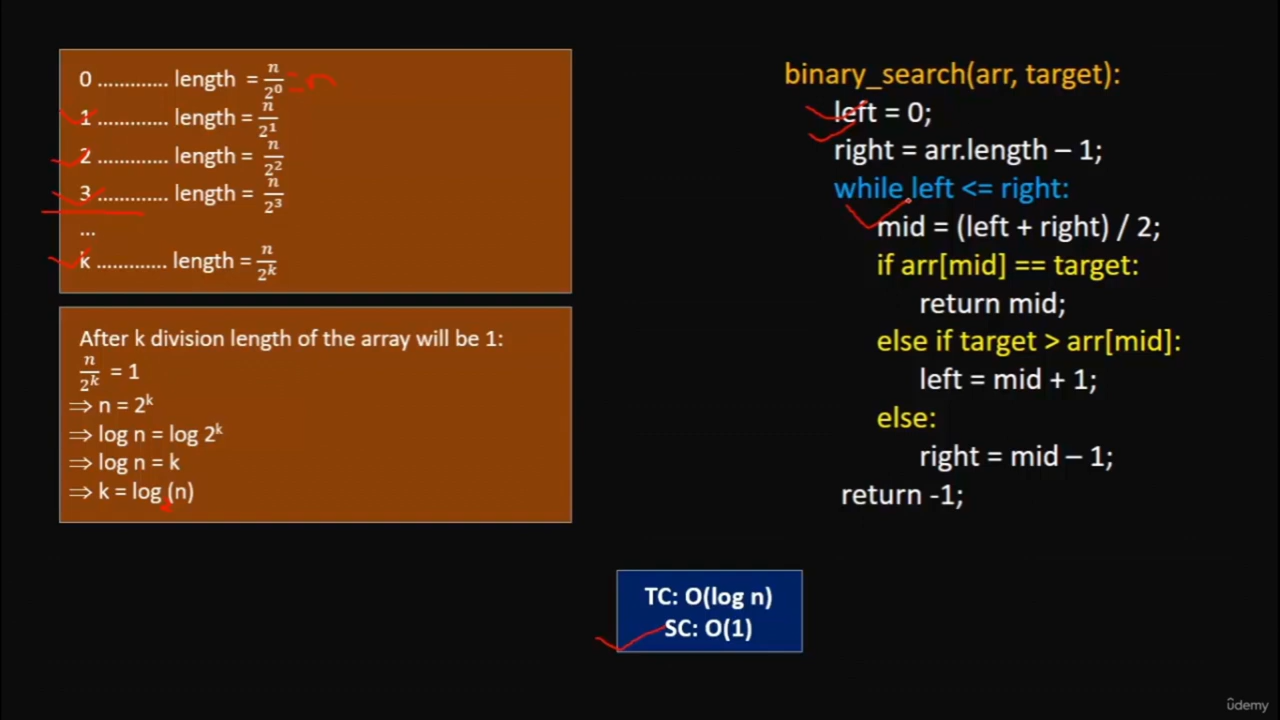 0 ............. length = n/2⁰ = n
1 ............. length = n/2¹
2 ............. length = n/2²
3 ............. length = n/2³
...
k ............. length = n/2ᵏ
After k division length of the array will be 1:
n/2ᵏ = 1
⇒ n = 2ᵏ
⇒ log n = log 2ᵏ
⇒ log n = k
⇒ k = log (n)
binary_search(arr, target):
left = 0;
right = arr.length – 1;
while left <= right:
mid = (left + right) / 2;
if arr[mid] == target:
return mid;
else if target > arr[mid]:
left = mid + 1;
else:
right = mid – 1;
return -1;
TC: O(log n)
SC: O(1)
ûdemy